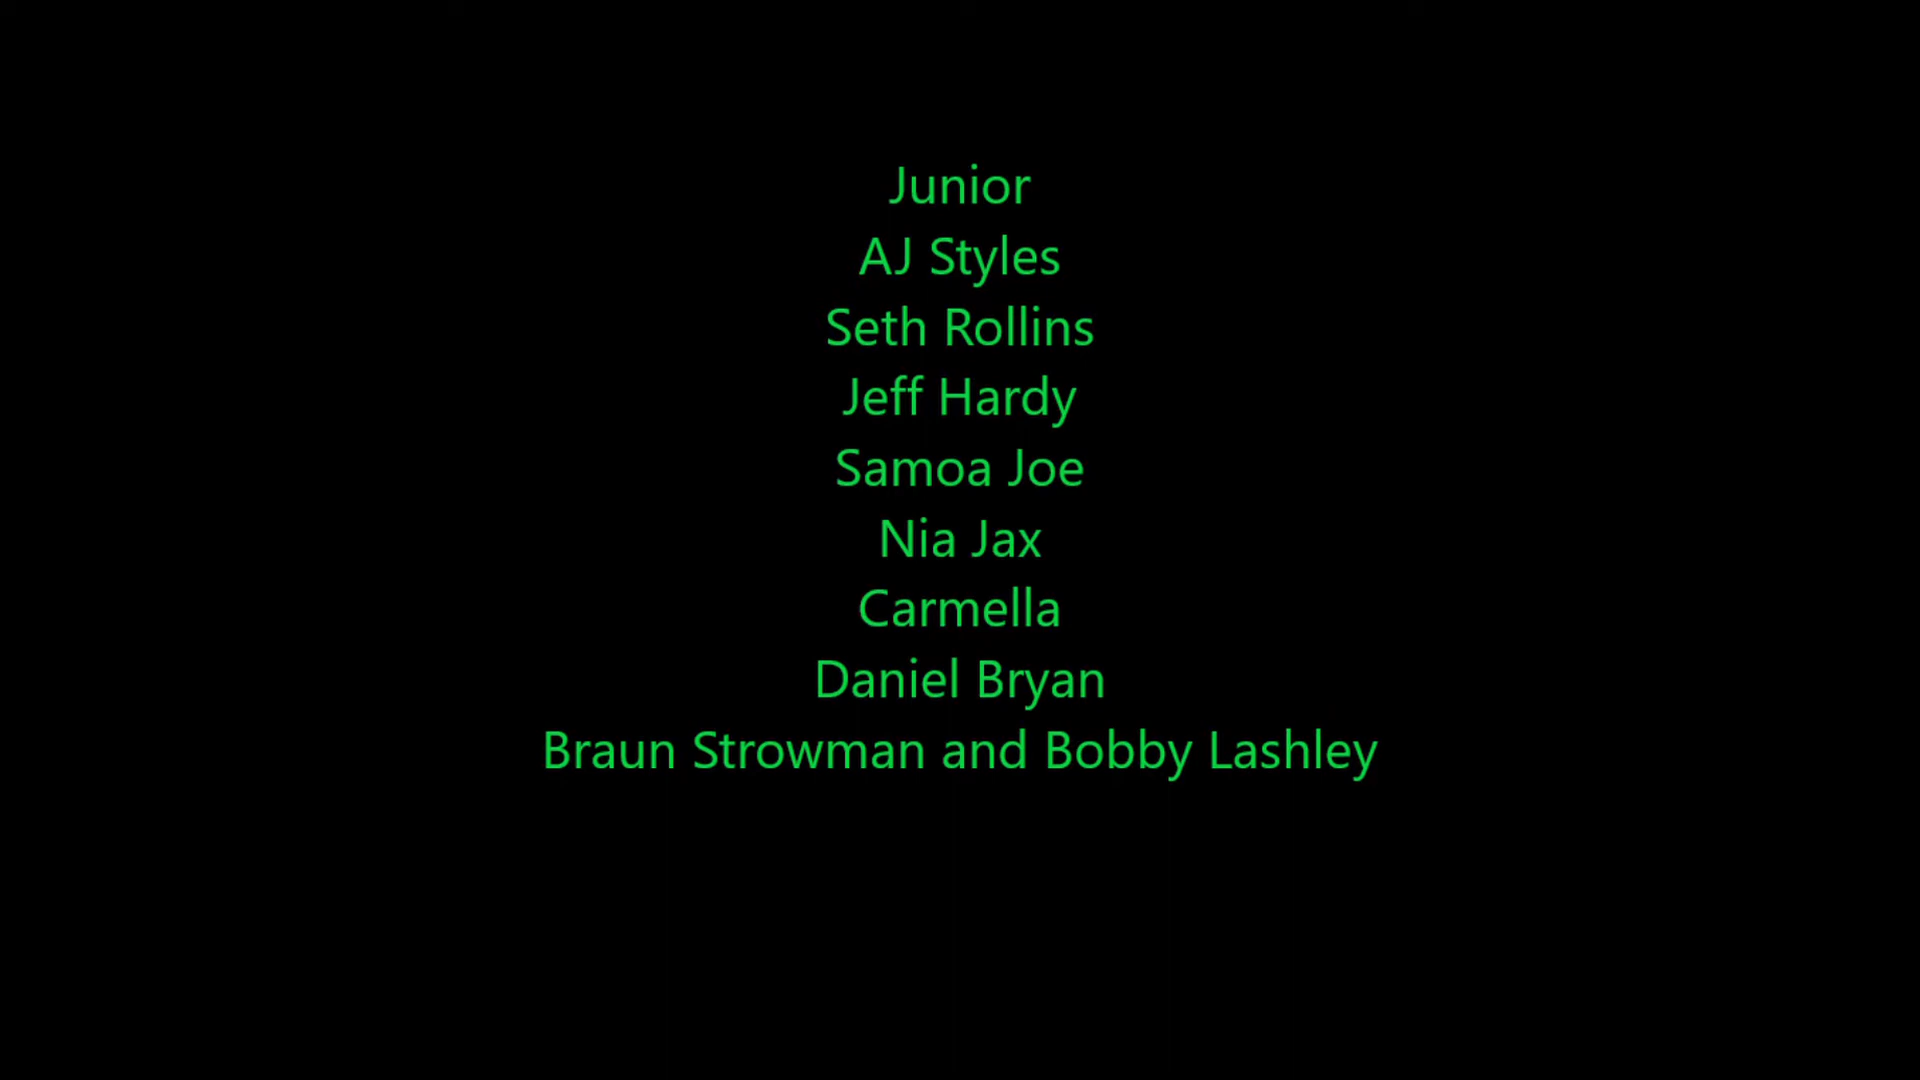 Junior
AJ Styles
Seth Rollins
Jeff Hardy
Samoa Joe
Nia Jax
Carmella
Daniel Bryan
Braun Strowman and Bobby Lashley